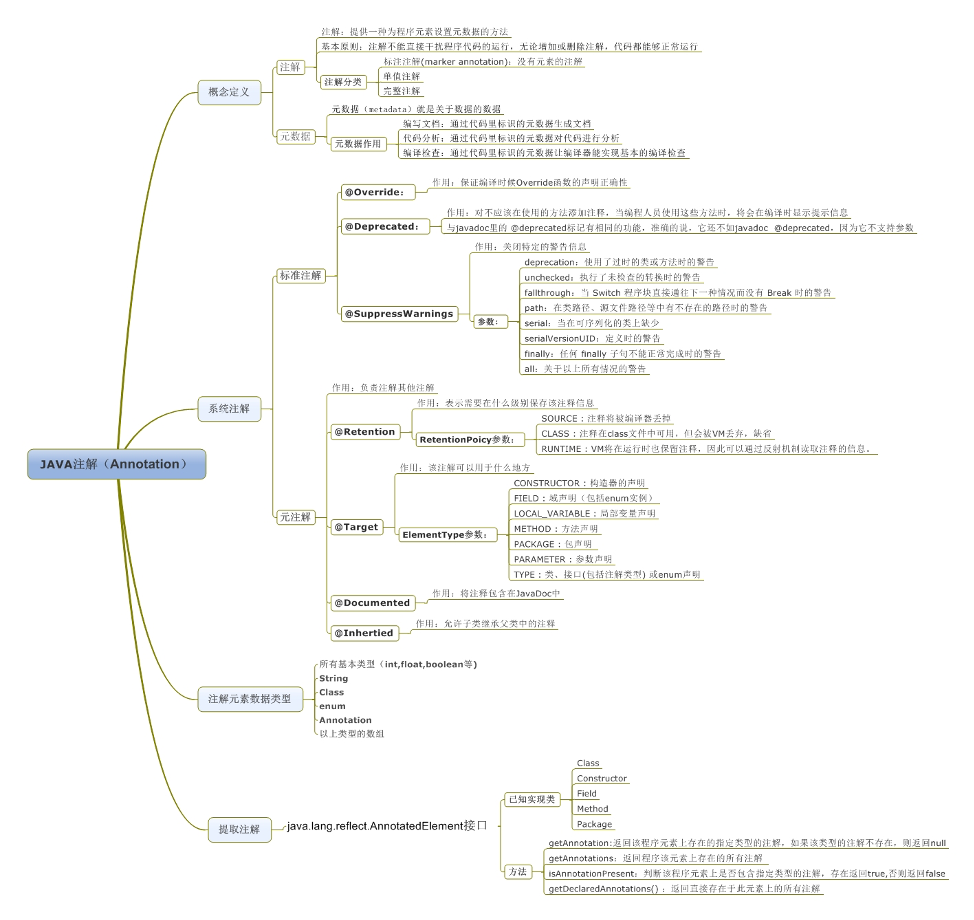 JAVA注解（Annotation）
概念定义
注解
注解：提供一种为程序元素设置元数据的方法
基本原则：注解不能直接干扰程序代码的运行，无论增加或删除注解，代码都能够正常运行
注解分类
标注注解(marker annotation)：没有元素的注解
单值注解
完整注解
元数据
元数据（metadata）就是关于数据的数据
元数据作用
编写文档：通过代码里标识的元数据生成文档
代码分析：通过代码里标识的元数据对代码进行分析
编译检查：通过代码里标识的元数据让编译器能实现基本的编译检查
系统注解
标准注解
@Override：
作用：保证编译时候Override函数的声明正确性
@Deprecated：
作用：对不应该在使用的方法添加注释，当编程人员使用这些方法时，将会在编译时显示提示信息
与javadoc里的 @deprecated标记有相同的功能，准确的说，它还不如javadoc @deprecated，因为它不支持参数
@SuppressWarnings
作用：关闭特定的警告信息
参数：
deprecation：使用了过时的类或方法时的警告
unchecked：执行了未检查的转换时的警告
fallthrough：当 Switch 程序块直接通往下一种情况而没有 Break 时的警告
path：在类路径、源文件路径等中有不存在的路径时的警告
serial：当在可序列化的类上缺少
serialVersionUID：定义时的警告
finally：任何 finally 子句不能正常完成时的警告
all：关于以上所有情况的警告
元注解
作用：负责注解其他注解
@Retention
作用：表示需要在什么级别保存该注释信息
RetentionPoicy参数：
SOURCE：注释将被编译器丢掉
CLASS：注释在class文件中可用，但会被VM丢弃，缺省
RUNTIME：VM将在运行时也保留注释，因此可以通过反射机制读取注释的信息。
@Target
作用：该注解可以用于什么地方
ElementType参数：
CONSTRUCTOR：构造器的声明
FIELD：域声明（包括enum实例）
LOCAL_VARIABLE：局部变量声明
METHOD：方法声明
PACKAGE：包声明
PARAMETER：参数声明
TYPE：类、接口(包括注解类型) 或enum声明
@Documented
作用：将注释包含在JavaDoc中
@Inhertied
作用：允许子类继承父类中的注释
注解元素数据类型
所有基本类型（int,float,boolean等)
String
Class
enum
Annotation
以上类型的数组
提取注解
java.lang.reflect.AnnotatedElement接口
已知实现类
Class
Constructor
Field
Method
Package
方法
getAnnotation:返回该程序元素上存在的指定类型的注解，如果该类型的注解不存在，则返回null
getAnnotations：返回程序该元素上存在的所有注解
isAnnotationPresent：判断该程序元素上是否包含指定类型的注解，存在返回true,否则返回false
getDeclaredAnnotations()：返回直接存在于此元素上的所有注解